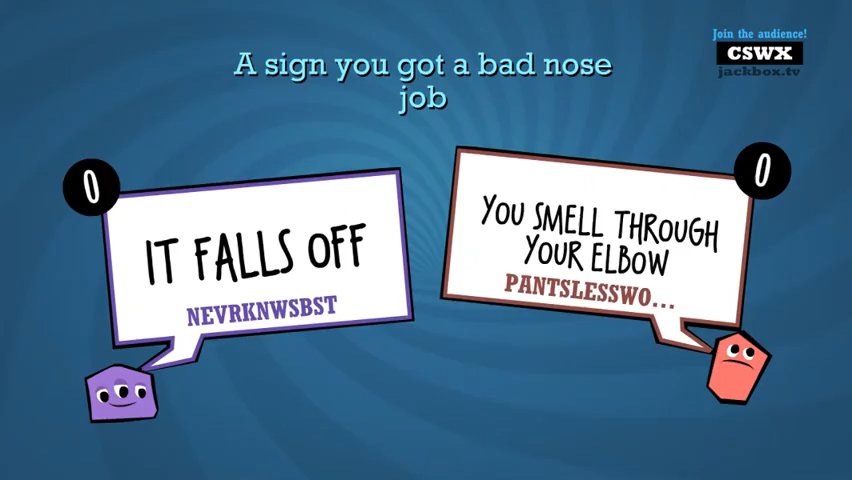 Join the audience!
CSWX
jackbox.tv
A sign you got a bad nose
job
0
IT FALLS OFF
NEVRKNWSBST
0
YOU SMELL THROUGH
YOUR ELBOW
PANTSLESSWO...